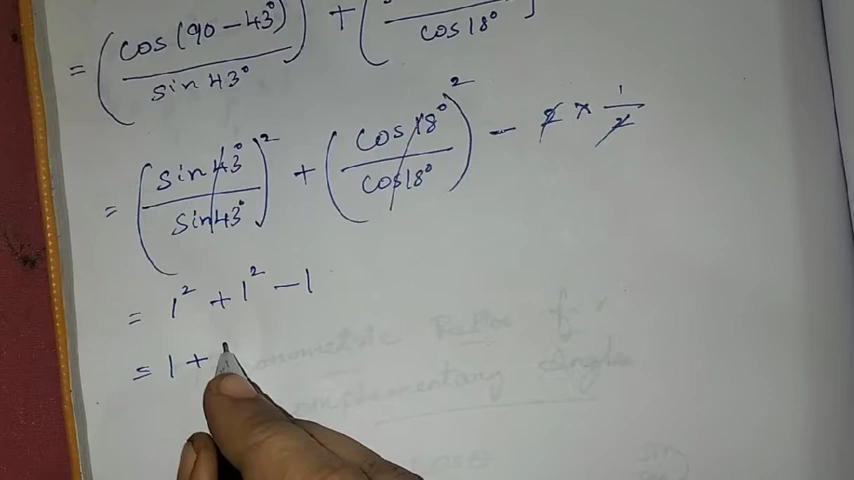 = (cos(90-43°) / sin 43°) + ( / cos 18°]
= (sin 43° / sin 43°)² + (cos 18° / cos 18°)² - 2 × 1/2
= 1² + 1² - 1
= 1 +